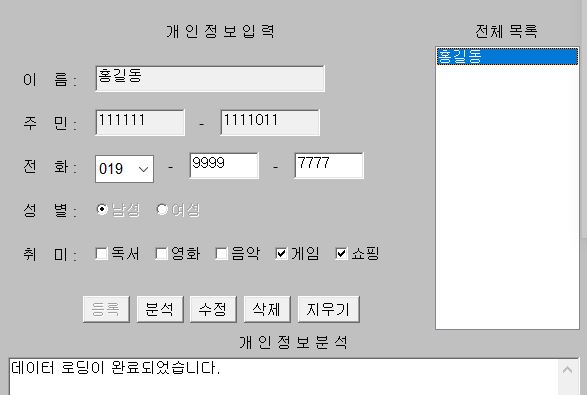 개 인 정 보 입 력
전체 목록
홍길동
이 름 : 홍길동
주 민 : 111111 - 1111011
전 화 : 019 - 9999 - 7777
성 별 : 남성 여성
취 미 : 독서 영화 음악 게임 쇼핑
등록 분석 수정 삭제 지우기
개 인 정 보 분 석
데이터 로딩이 완료되었습니다.